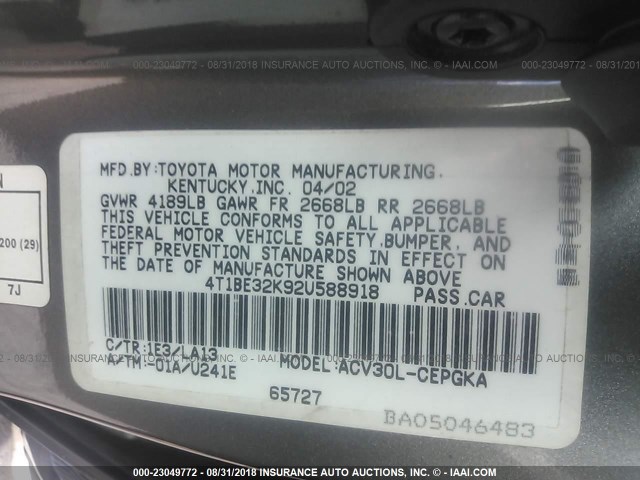 000-23049772 - 08/31/2018 INSURANCE AUTO AUCTIONS, INC. - © IAAI.COM
MFD.BY:TOYOTA MOTOR MANUFACTURING.
KENTUCKY,INC. 04/02
GVWR 4189LB GAWR FR 2668LB RR 2668LB
THIS VEHICLE CONFORMS TO ALL APPLICABLE
FEDERAL MOTOR VEHICLE SAFETY,BUMPER, AND
THEFT PREVENTION STANDARDS IN EFFECT ON
THE DATE OF MANUFACTURE SHOWN ABOVE
4T1BE32K92U588918 PASS.CAR
C/TR:1E3/LA13
A/TM:-01A/U241E
MODEL:ACV30L-CEPGKA
65727
BA05046483
N
200 (29)
7J
000-23049772 - 08/31/2018 INSURANCE AUTO AUCTIONS, INC. - © IAAI.COM